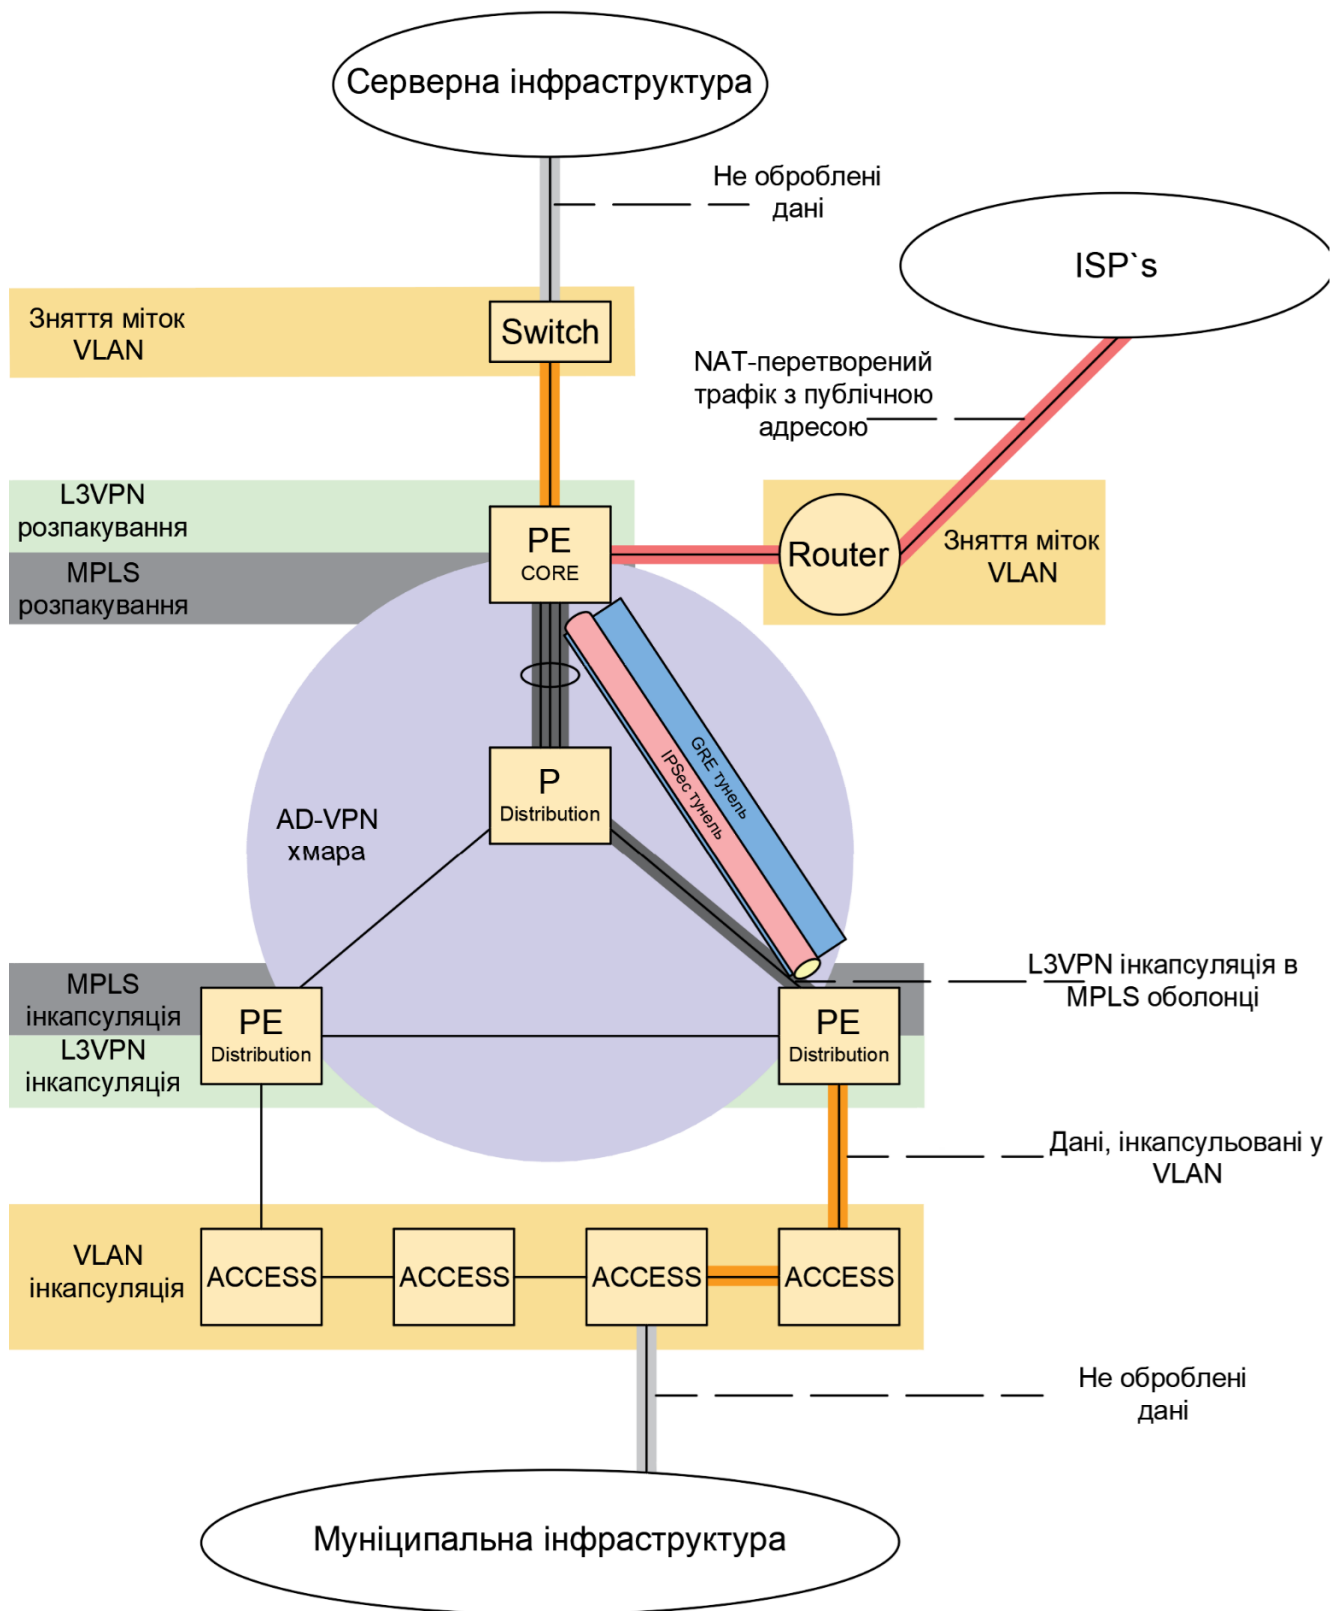 Серверна інфраструктура
Не оброблені
дані
ISP`s
Зняття міток
VLAN
Switch
NAT-перетворений
трафік з публічною
адресою
L3VPN
розпакування
MPLS
розпакування
PE
CORE
Router
Зняття міток
VLAN
GRE тунель
IPSec тунель
P
Distribution
AD-VPN
хмара
L3VPN інкапсуляція в
MPLS оболонці
MPLS
інкапсуляція
L3VPN
інкапсуляція
PE
Distribution
PE
Distribution
Дані, інкапсульовані у
VLAN
VLAN
інкапсуляція
ACCESS
ACCESS
ACCESS
ACCESS
Не оброблені
дані
Муніципальна інфраструктура